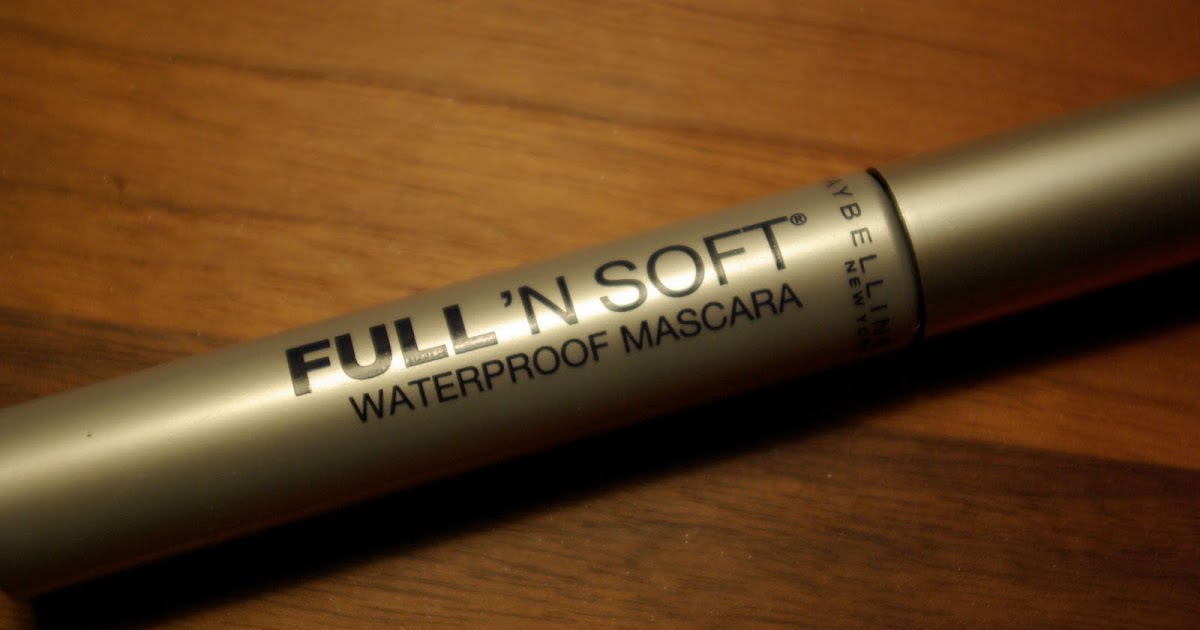 FULL 'N SOFT®
WATERPROOF MASCARA
MAYBELLINE
NEW YORK